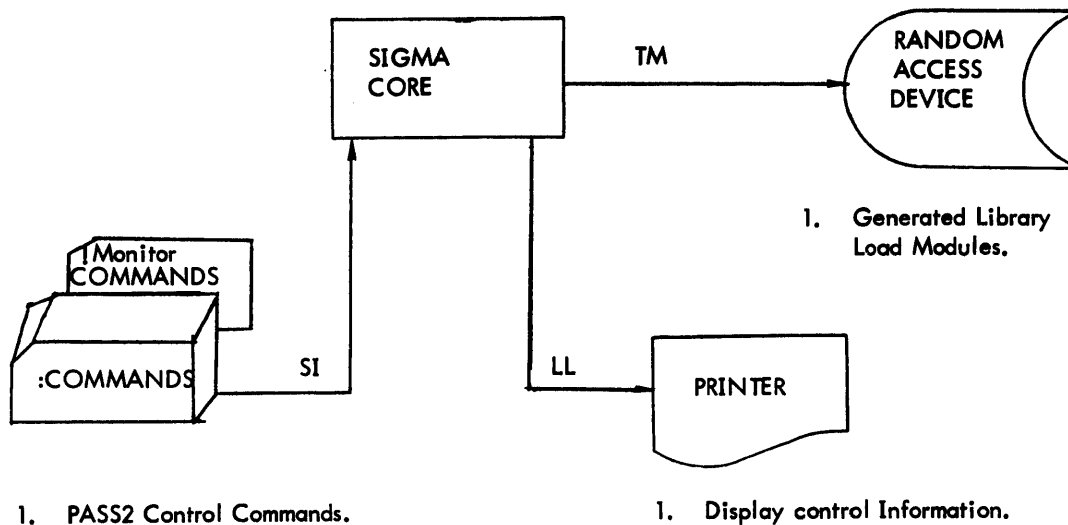 SIGMA
CORE
TM
RANDOM
ACCESS
DEVICE
1. Generated Library
Load Modules.
!Monitor
COMMANDS
:COMMANDS
SI
LL
PRINTER
1. PASS2 Control Commands.
1. Display control Information.